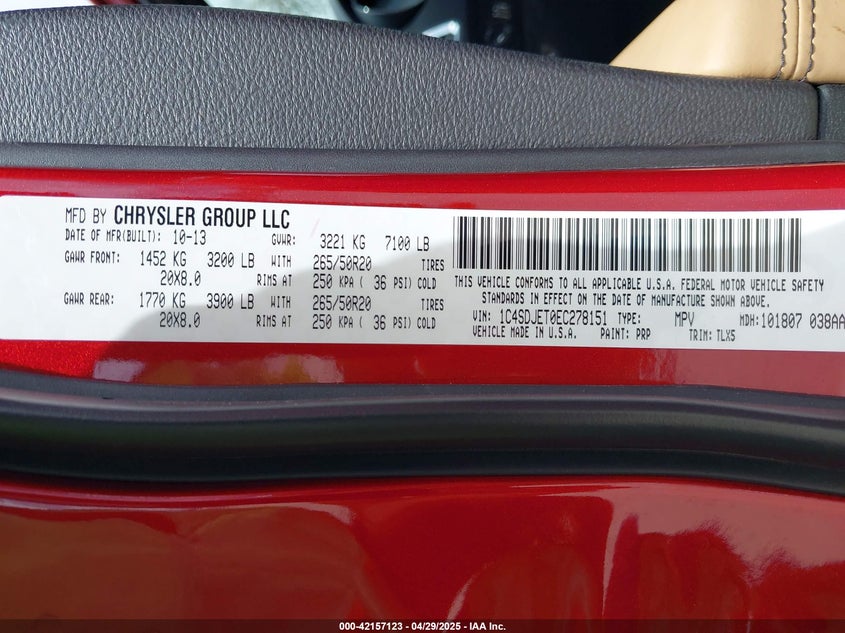 MFD BY CHRYSLER GROUP LLC
DATE OF MFR(BUILT): 10-13 GVWR: 3221 KG 7100 LB
GAWR FRONT: 1452 KG 3200 LB WITH 265/50R20 TIRES
20X8.0 RIMS AT 250 KPA ( 36 PSI) COLD
GAWR REAR: 1770 KG 3900 LB WITH 265/50R20 TIRES
20X8.0 RIMS AT 250 KPA ( 36 PSI) COLD
THIS VEHICLE CONFORMS TO ALL APPLICABLE U.S.A. FEDERAL MOTOR VEHICLE SAFETY
STANDARDS IN EFFECT ON THE DATE OF MANUFACTURE SHOWN ABOVE.
VIN: 1C4SDJET0EC278151 TYPE: MPV MDH:101807 038AA
VEHICLE MADE IN U.S.A. PAINT: PRP TRIM: TLX5
000-42157123 - 04/29/2025 - IAA Inc.